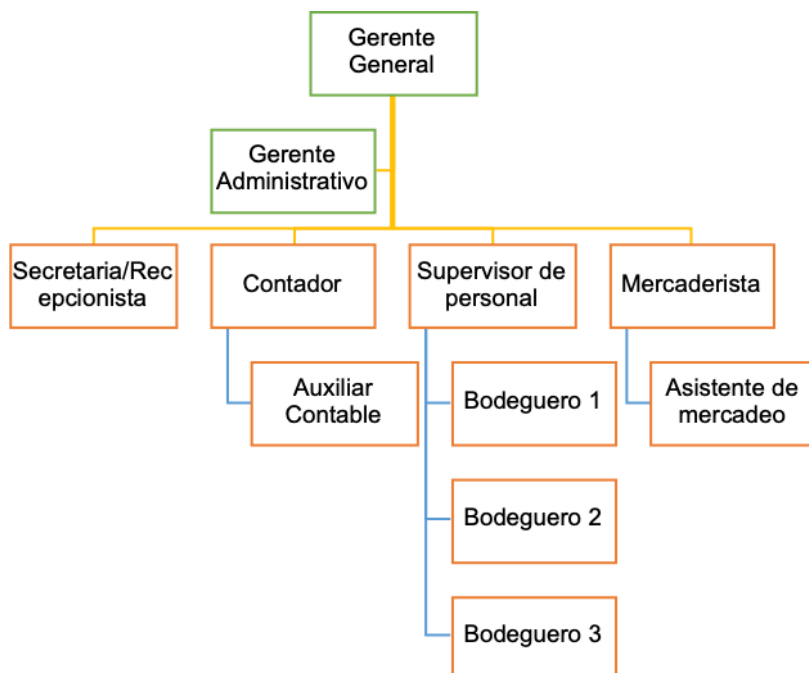 Gerente
General
Gerente
Administrativo
Secretaria/Rec
epcionista
Contador
Supervisor de
personal
Mercaderista
Auxiliar
Contable
Bodeguero 1
Asistente de
mercadeo
Bodeguero 2
Bodeguero 3